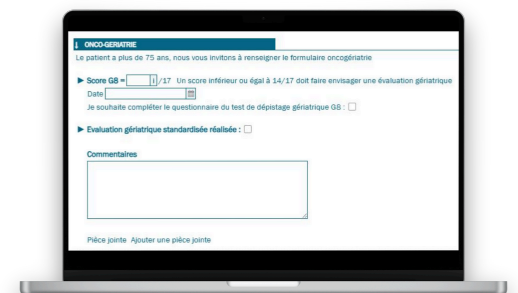 ONCO-GERIATRIE
Le patient a plus de 75 ans, nous vous invitons à renseigner le formulaire oncogériatrie
► Score G8 = i /17 Un score inférieur ou égal à 14/17 doit faire envisager une évaluation gériatrique
Date
Je souhaite compléter le questionnaire du test de dépistage gériatrique G8 :
► Evaluation gériatrique standardisée réalisée :
Commentaires
Pièce jointe Ajouter une pièce jointe